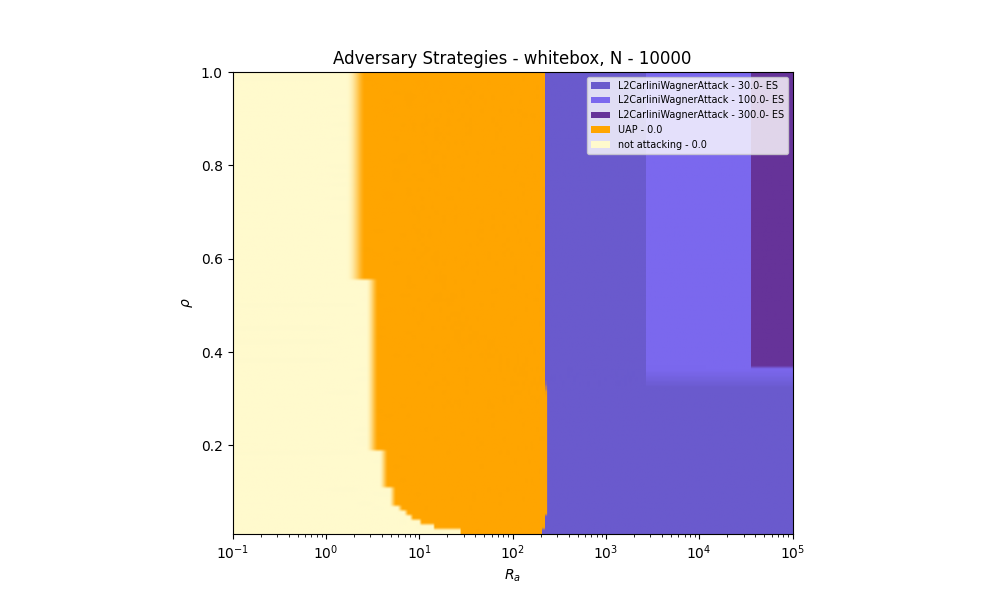 Adversary Strategies - whitebox, N - 10000
1.0
L2CarliniWagnerAttack - 30.0- ES
L2CarliniWagnerAttack - 100.0- ES
L2CarliniWagnerAttack - 300.0- ES
UAP - 0.0
not attacking - 0.0
0.8
0.6
ρ
0.4
0.2
10⁻¹ 10⁰ 10¹ 10² 10³ 10⁴ 10⁵
Rₐ